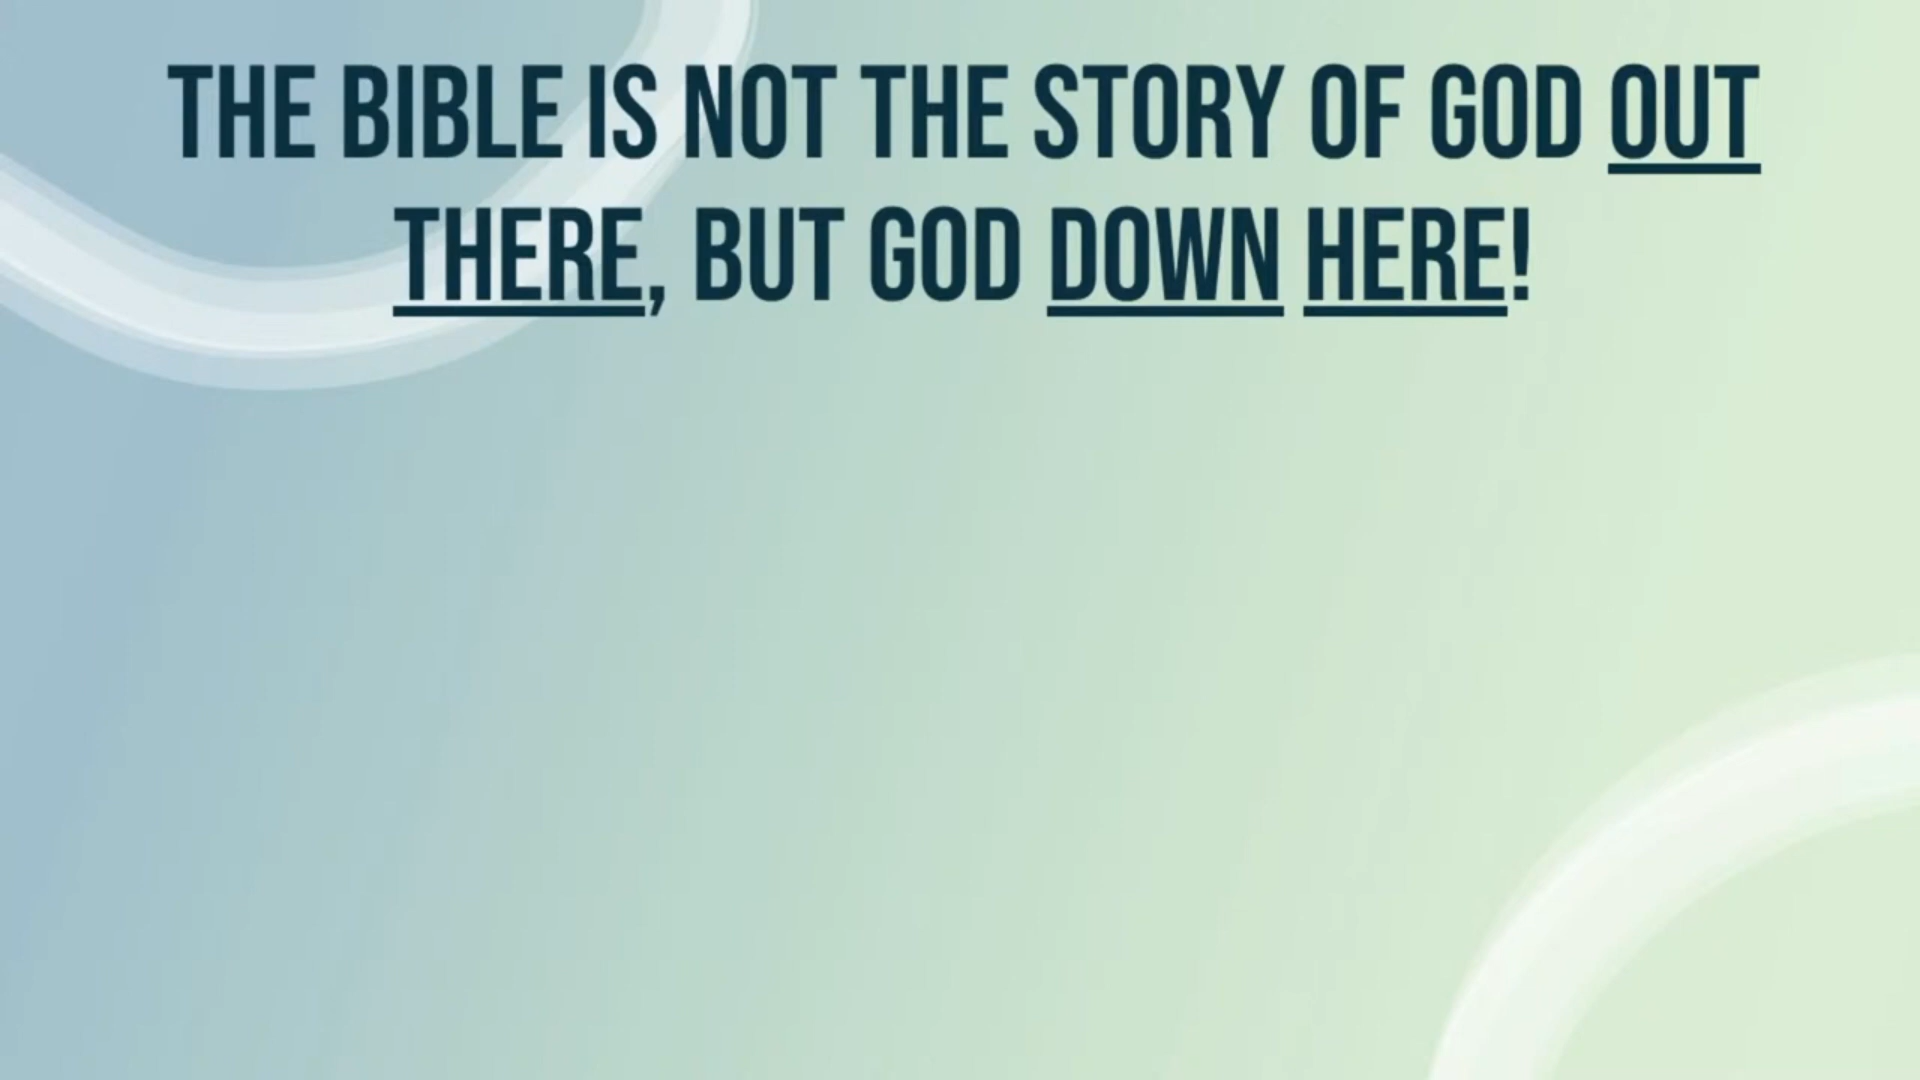 THE BIBLE IS NOT THE STORY OF GOD OUT
THERE, BUT GOD DOWN HERE!